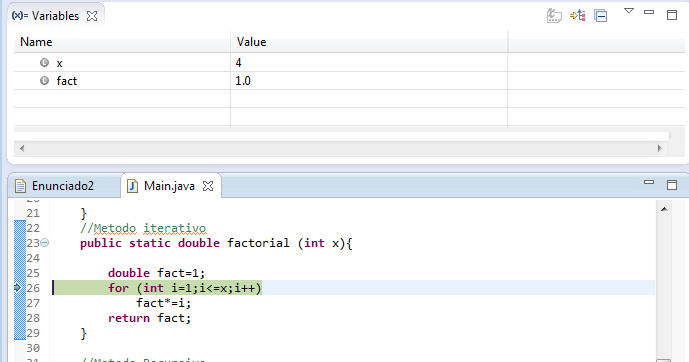 (x)= Variables
Name Value
x 4
fact 1.0
Enunciado2 Main.java
21 }
22 //Metodo iterativo
23 public static double factorial (int x){
24
25 double fact=1;
26 for (int i=1;i<=x;i++)
27 fact*=i;
28 return fact;
29 }
30